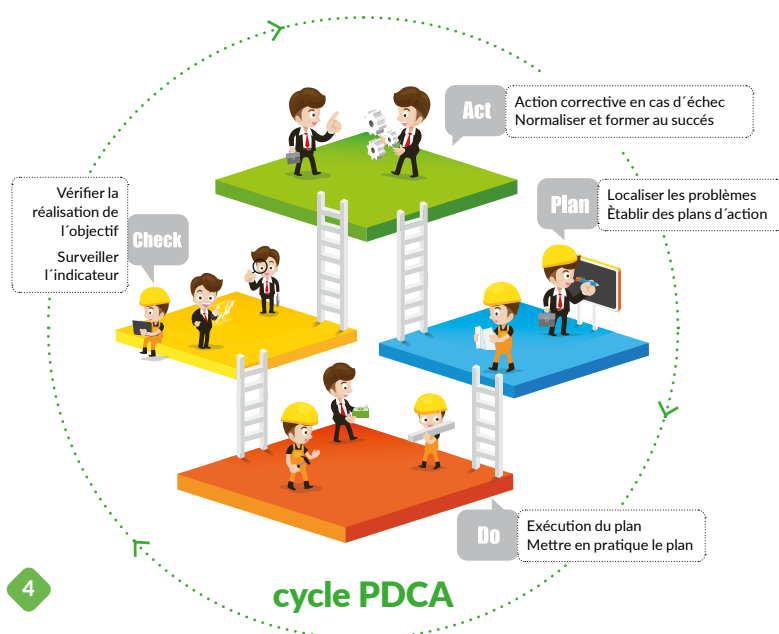 Act
Action corrective en cas d´échec
Normaliser et former au succés
Plan
Localiser les problèmes
Ètablir des plans d´action
Vérifier la
réalisation de
l´objectif
Surveiller
l´indicateur
Check
Do
Exécution du plan
Mettre en pratique le plan
4
cycle PDCA